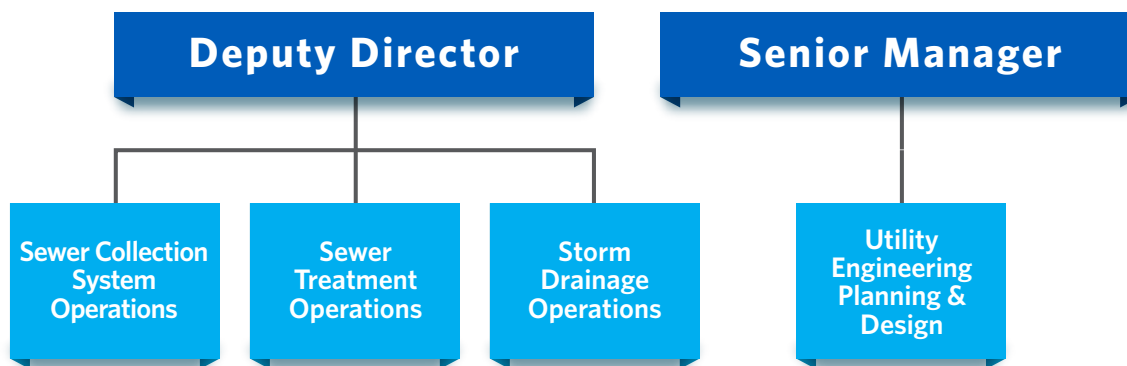 Deputy Director
Senior Manager
Sewer Collection
System
Operations
Sewer
Treatment
Operations
Storm
Drainage
Operations
Utility
Engineering
Planning &
Design